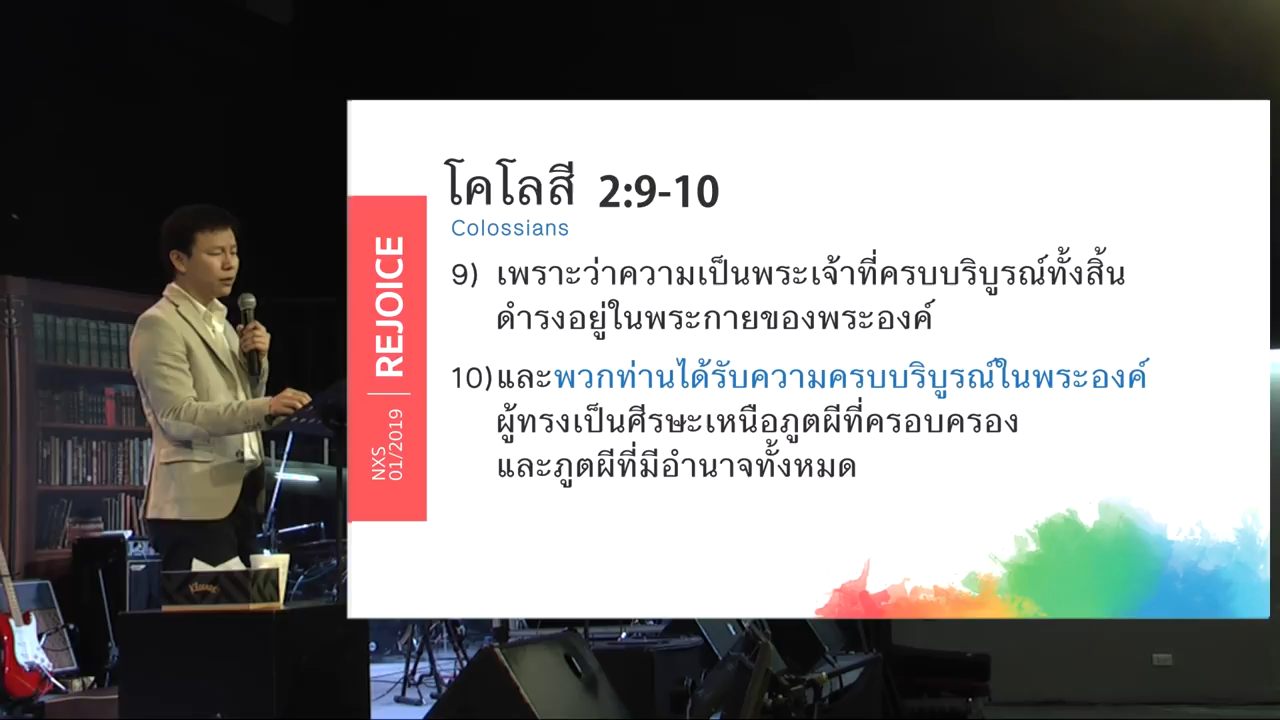 โคโลสี 2:9-10
Colossians
9) เพราะว่าความเป็นพระเจ้าที่ครบบริบูรณ์ทั้งสิ้น
ดำรงอยู่ในพระกายของพระองค์
10) และพวกท่านได้รับความครบบริบูรณ์ในพระองค์
ผู้ทรงเป็นศีรษะเหนือภูตผีที่ครอบครอง
และภูตผีที่มีอำนาจทั้งหมด
NXS
01/2019 | REJOICE
Kleenex